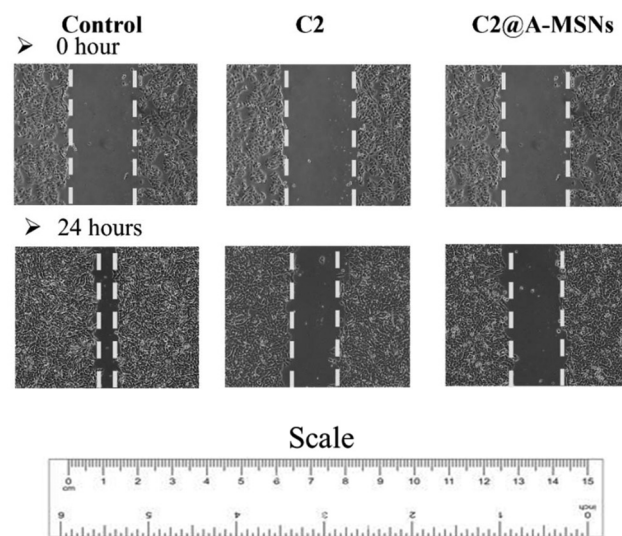 Control C2 C2@A-MSNs
➤ 0 hour
➤ 24 hours
Scale
0 1 2 3 4 5 6 7 8 9 10 11 12 13 14 15
cm
inch
6 5 4 3 2 1 0